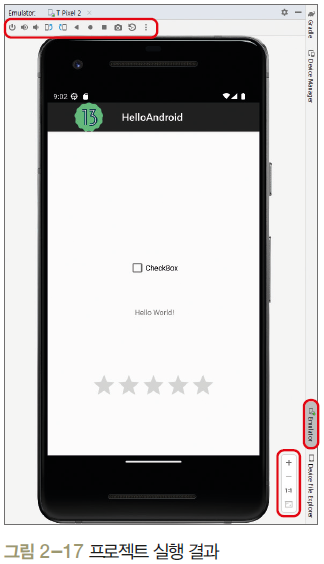 Emulator: T Pixel 2
Gradle
Device Manager
9:02
13 HelloAndroid
CheckBox
Hello World!
Emulator
Device File Explorer
1:1
그림 2-17 프로젝트 실행 결과